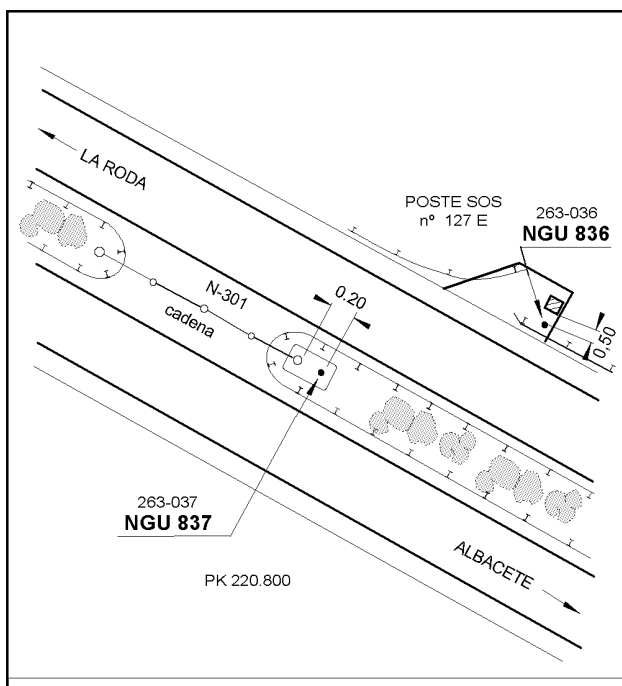 LA RODA
POSTE SOS
nº 127 E
263-036
NGU 836
0,50
N-301
cadena
0.20
263-037
NGU 837
PK 220.800
ALBACETE